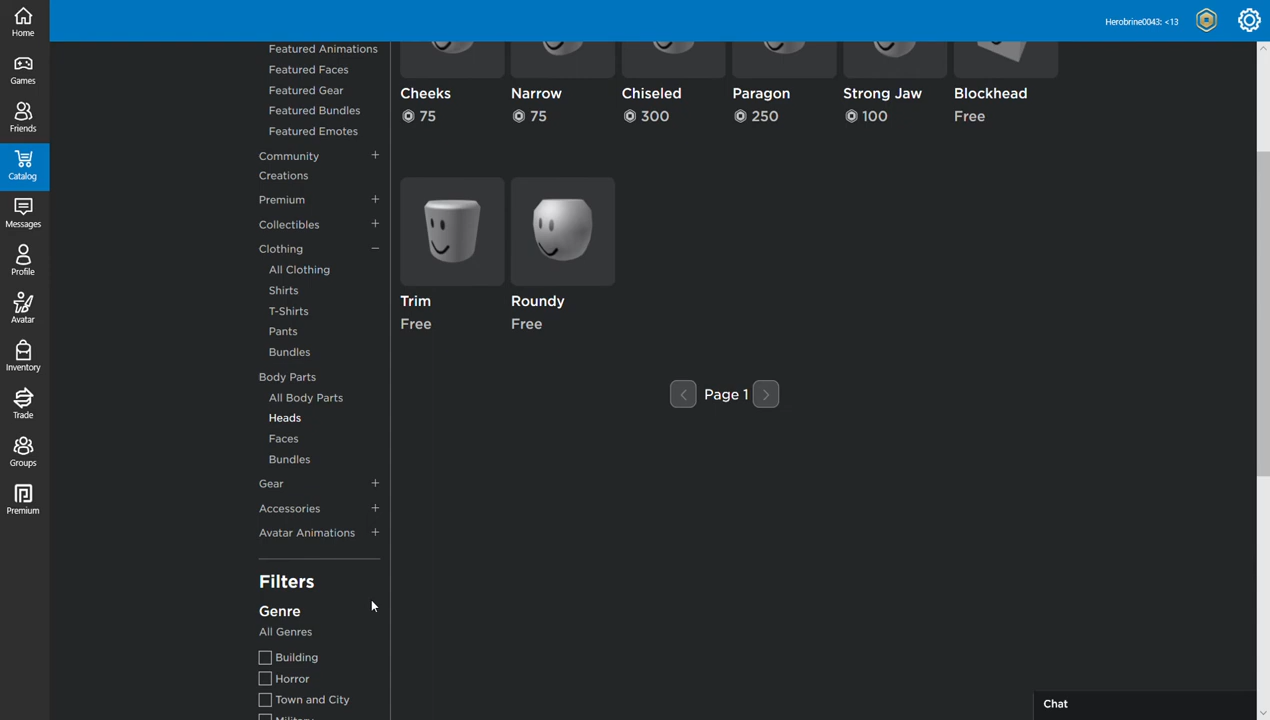 Herobrine0043: <13
Home
Games
Friends
Catalog
Messages
Profile
Avatar
Inventory
Trade
Groups
Premium
Featured Animations
Featured Faces
Featured Gear
Featured Bundles
Featured Emotes
Community +
Creations
Premium +
Collectibles +
Clothing −
All Clothing
Shirts
T-Shirts
Pants
Bundles
Body Parts
All Body Parts
Heads
Faces
Bundles
Gear +
Accessories +
Avatar Animations +
Filters
Genre
All Genres
Building
Horror
Town and City
Military
Cheeks Narrow Chiseled Paragon Strong Jaw Blockhead
75 75 300 250 100 Free
Trim Roundy
Free Free
< Page 1 >
Chat